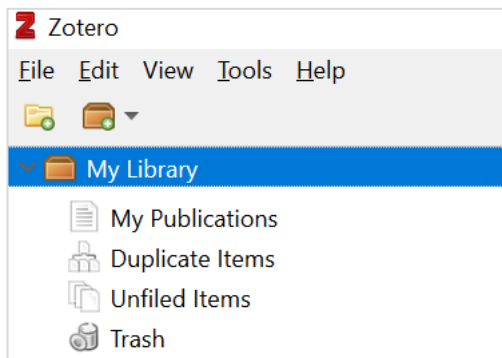 Zotero
File Edit View Tools Help
My Library
My Publications
Duplicate Items
Unfiled Items
Trash